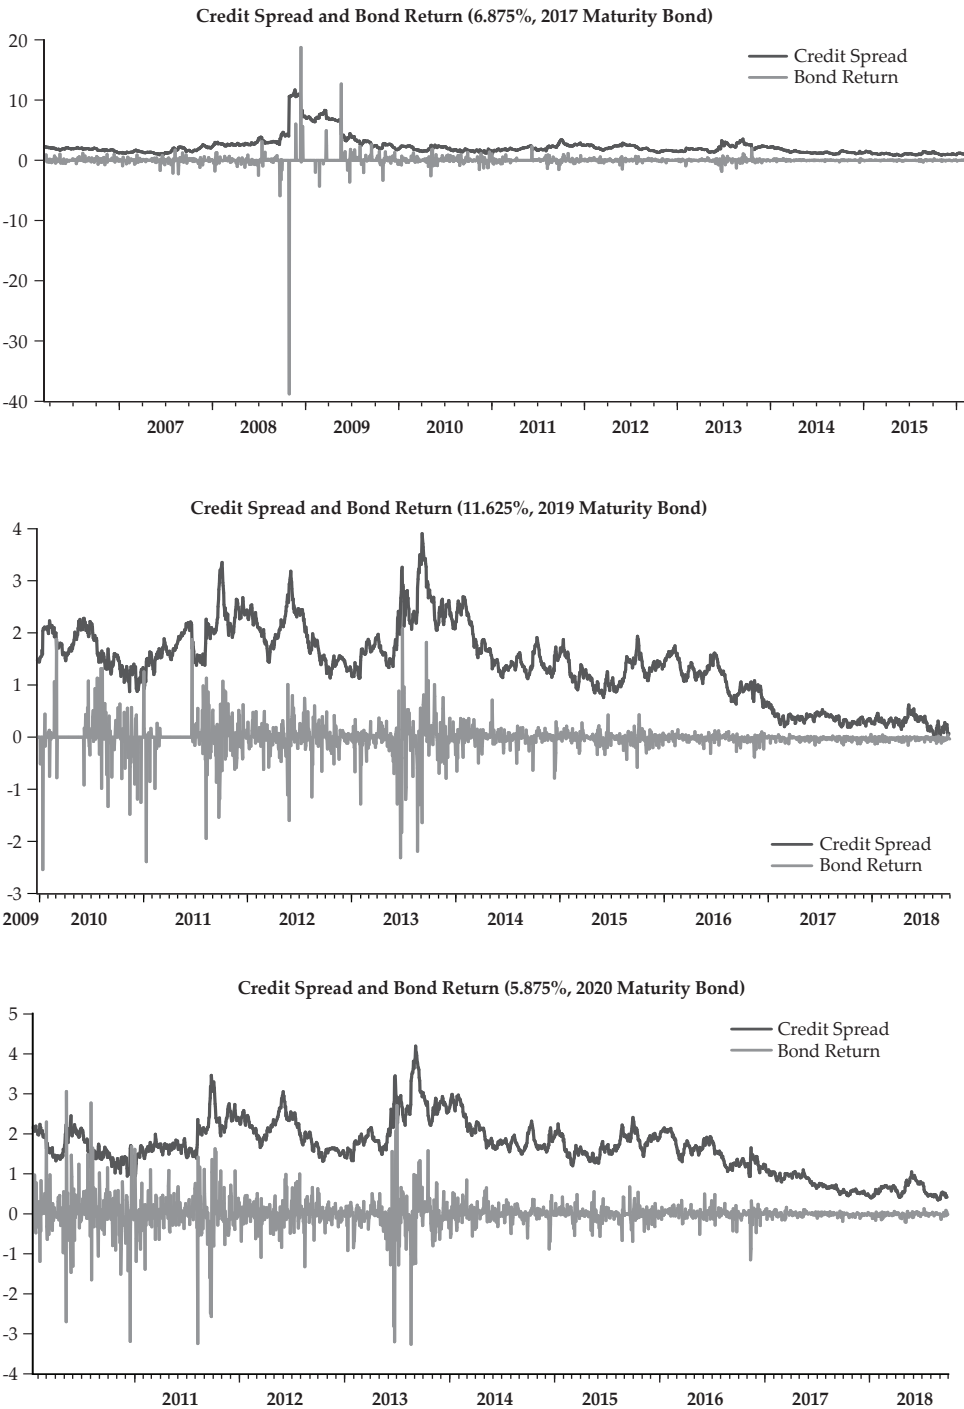 Credit Spread and Bond Return (6.875%, 2017 Maturity Bond)
20
10
0
-10
-20
-30
-40
Credit Spread
Bond Return
2007 2008 2009 2010 2011 2012 2013 2014 2015
Credit Spread and Bond Return (11.625%, 2019 Maturity Bond)
4
3
2
1
0
-1
-2
-3
Credit Spread
Bond Return
2009 2010 2011 2012 2013 2014 2015 2016 2017 2018
Credit Spread and Bond Return (5.875%, 2020 Maturity Bond)
5
4
3
2
1
0
-1
-2
-3
-4
Credit Spread
Bond Return
2011 2012 2013 2014 2015 2016 2017 2018